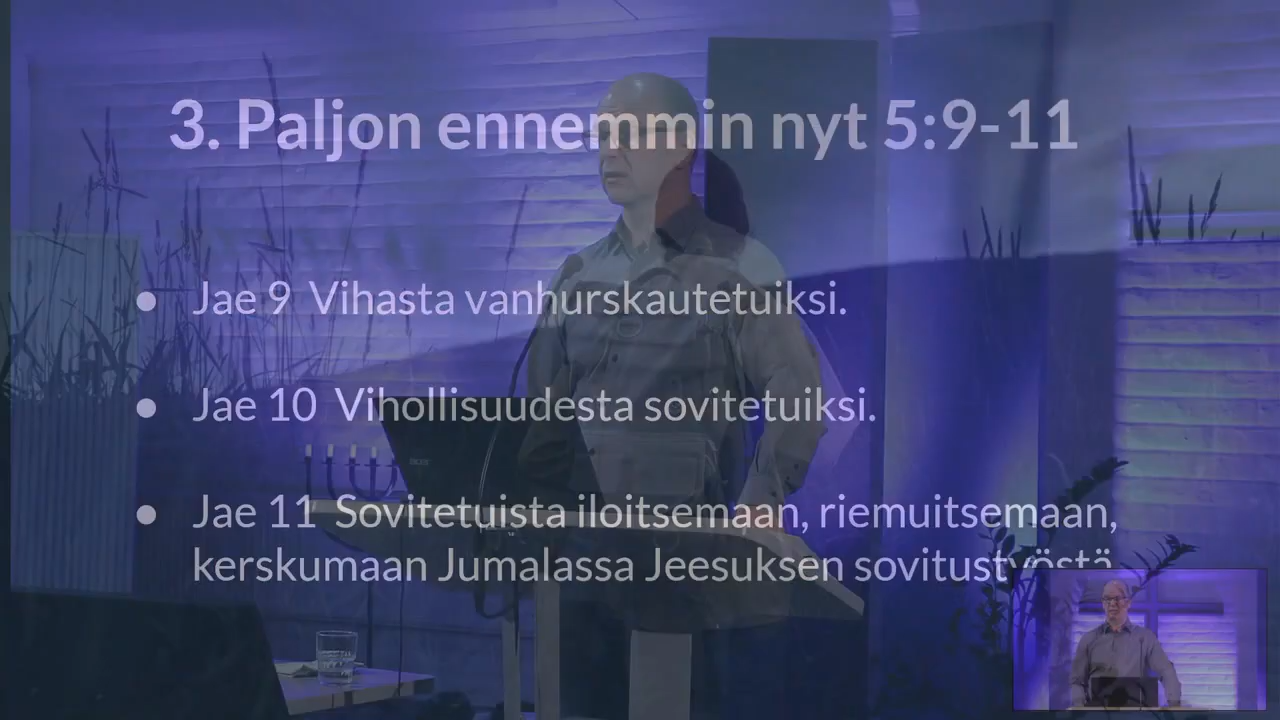 3. Paljon ennemmin nyt 5:9-11
Jae 9 Vihasta vanhurskautetuiksi.
Jae 10 Vihollisuudesta sovitetuiksi.
Jae 11 Sovitetuista iloitsemaan, riemuitsemaan,
kerskumaan Jumalassa Jeesuksen sovitustyöstä
acer